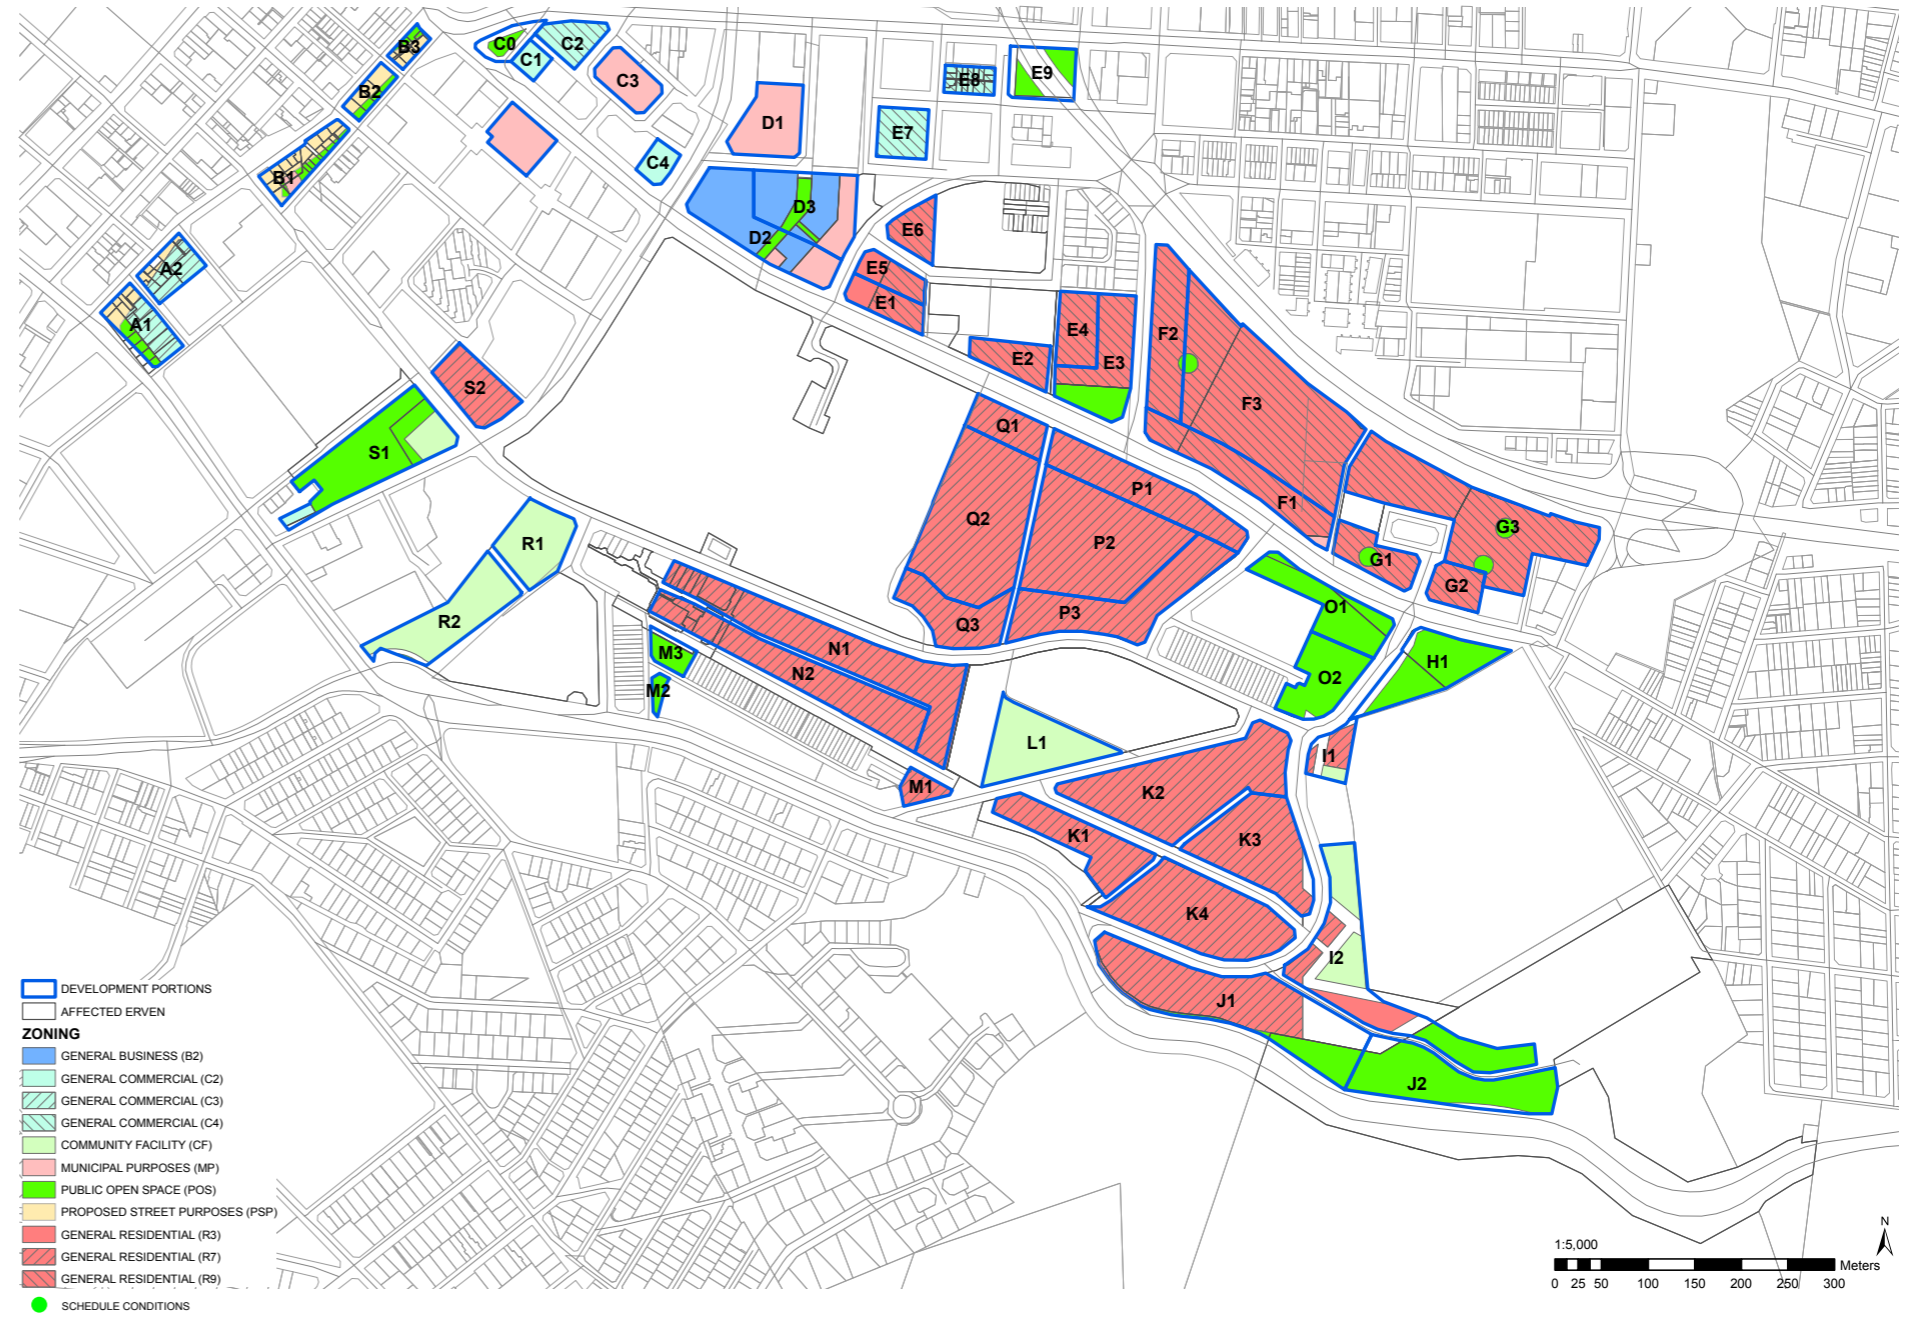 B3
C0
C2
C1
C3
E8
E9
B2
D1
E7
C4
B1
D3
E6
D2
A2
E5
E1
A1
E4
F2
E2
E3
S2
F3
Q1
S1
P1
F1
Q2
G3
R1
P2
G1
G2
O1
R2
Q3
P3
N1
M3
N2
H1
O2
M2
L1
I1
M1
K2
K1
K3
K4
I2
J1
J2
DEVELOPMENT PORTIONS
AFFECTED ERVEN
ZONING
GENERAL BUSINESS (B2)
GENERAL COMMERCIAL (C2)
GENERAL COMMERCIAL (C3)
GENERAL COMMERCIAL (C4)
COMMUNITY FACILITY (CF)
MUNICIPAL PURPOSES (MP)
PUBLIC OPEN SPACE (POS)
PROPOSED STREET PURPOSES (PSP)
GENERAL RESIDENTIAL (R3)
GENERAL RESIDENTIAL (R7)
GENERAL RESIDENTIAL (R9)
SCHEDULE CONDITIONS
N
1:5,000
Meters
0 25 50 100 150 200 250 300